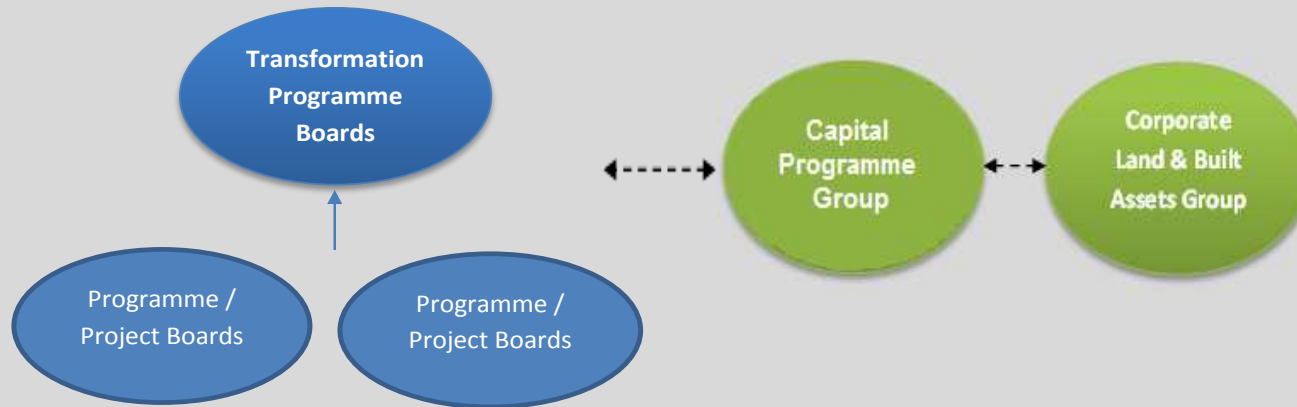 Transformation
Programme
Boards
Capital
Programme
Group
Corporate
Land & Built
Assets Group
Programme /
Project Boards
Programme /
Project Boards